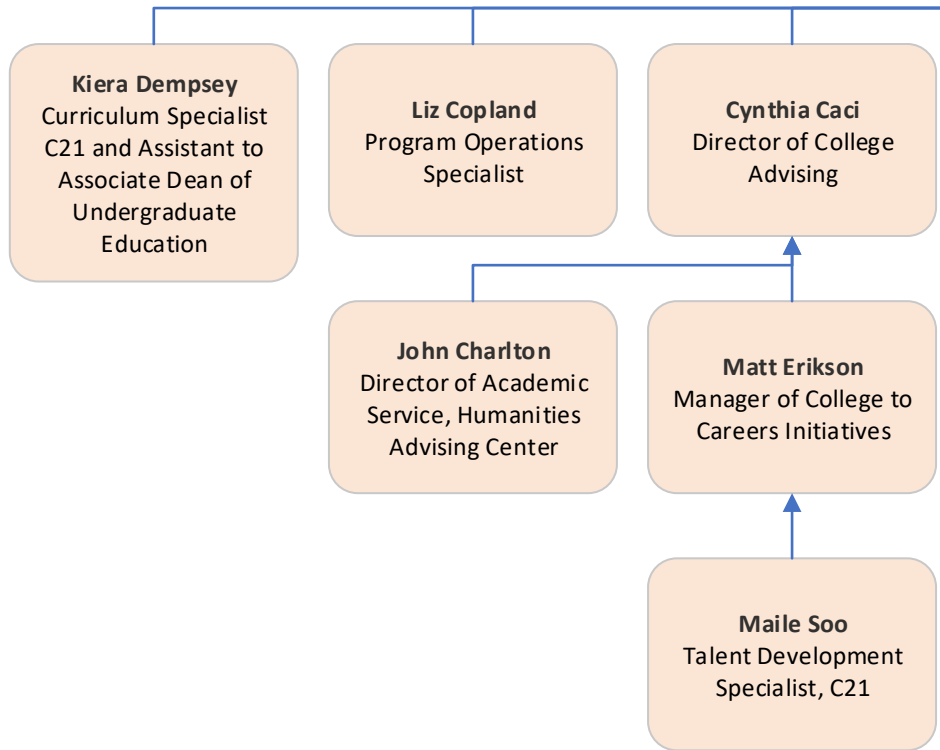 Kiera Dempsey
Curriculum Specialist
C21 and Assistant to
Associate Dean of
Undergraduate
Education
Liz Copland
Program Operations
Specialist
Cynthia Caci
Director of College
Advising
John Charlton
Director of Academic
Service, Humanities
Advising Center
Matt Erikson
Manager of College to
Careers Initiatives
Maile Soo
Talent Development
Specialist, C21